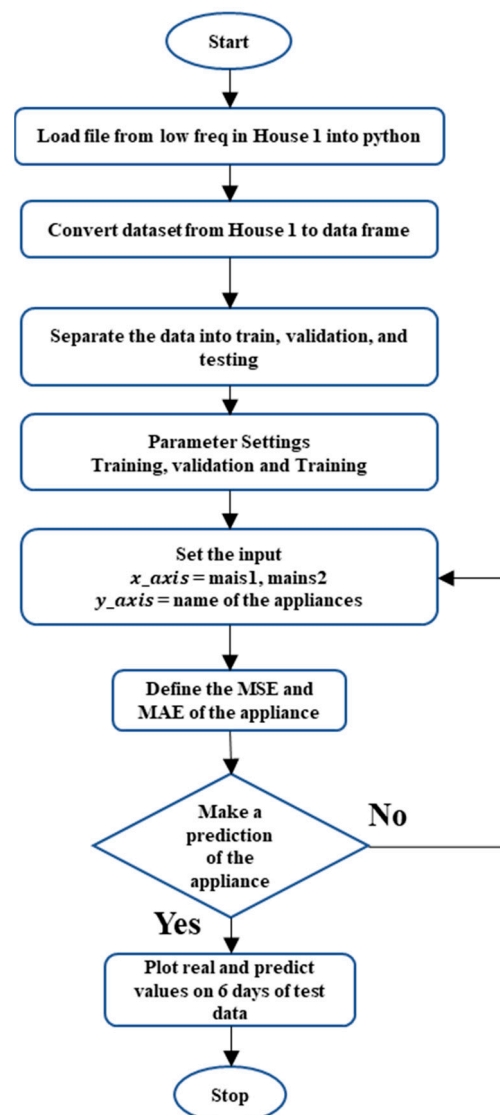 Start
Load file from low freq in House 1 into python
Convert dataset from House 1 to data frame
Separate the data into train, validation, and
testing
Parameter Settings
Training, validation and Training
Set the input
x_axis = mais1, mains2
y_axis = name of the appliances
Define the MSE and
MAE of the appliance
Make a
prediction
of the
appliance
No
Yes
Plot real and predict
values on 6 days of test
data
Stop